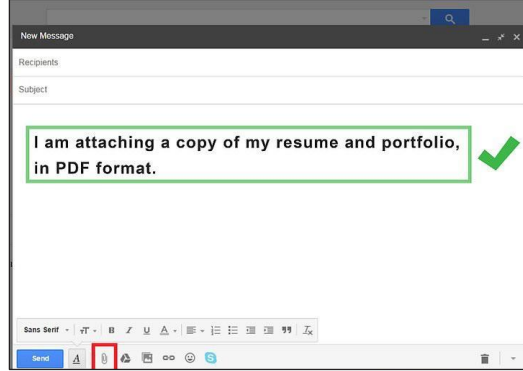 New Message
Recipients
Subject
I am attaching a copy of my resume and portfolio,
in PDF format.
Sans Serif
Send